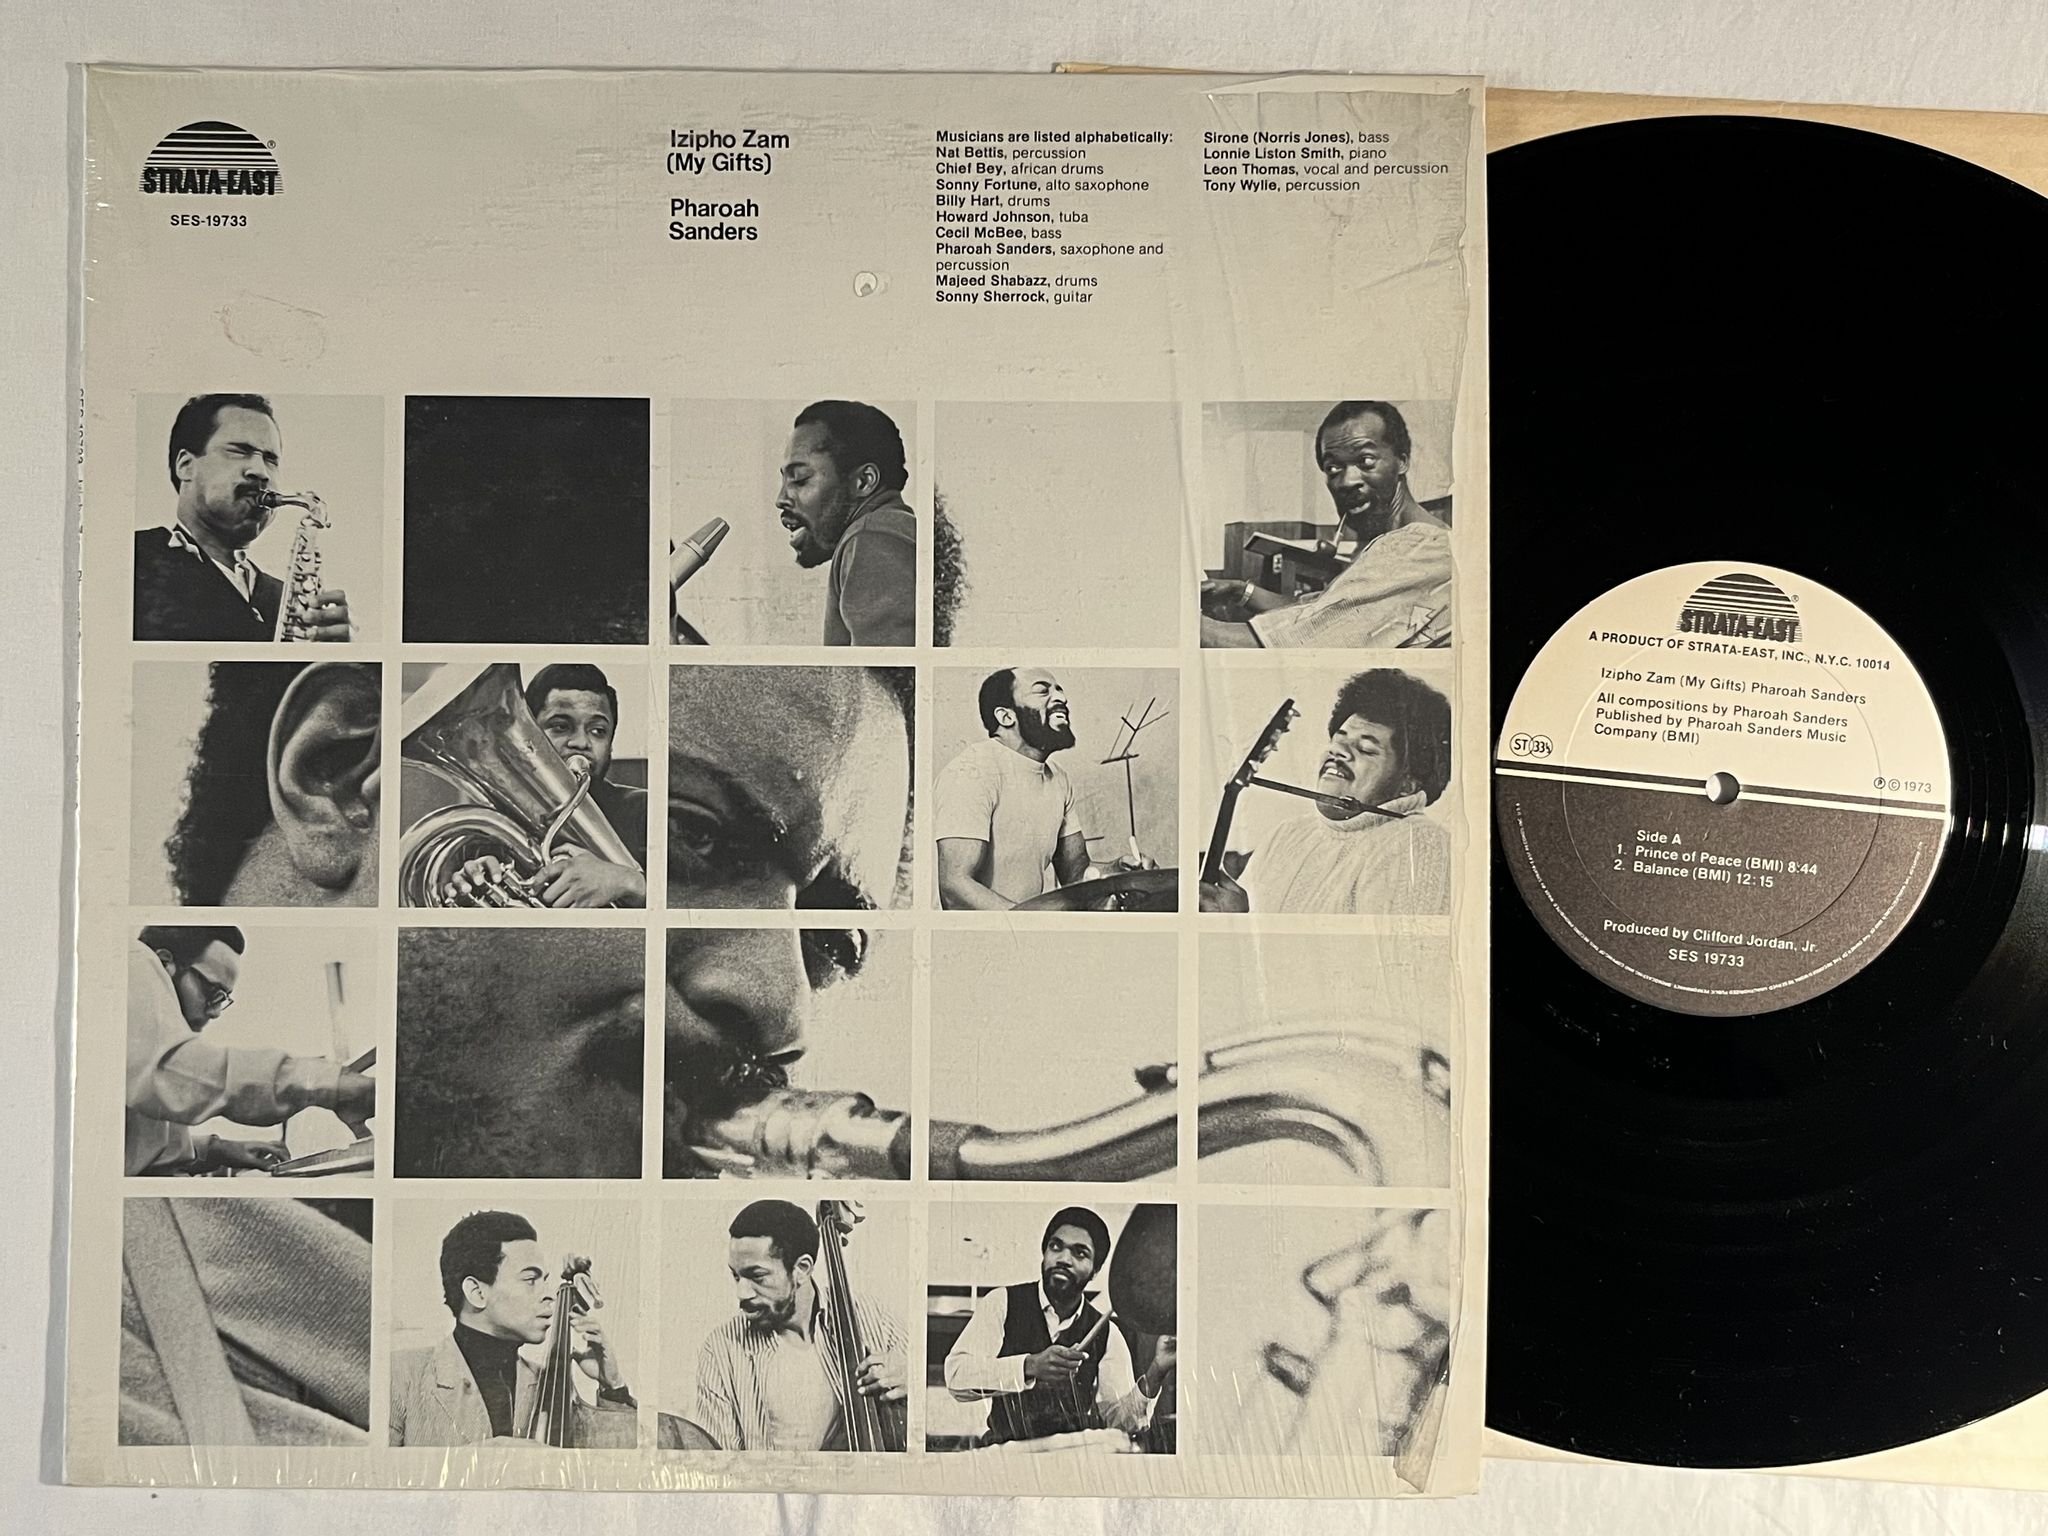 STRATA-EAST
®
SES-19733
Izipho Zam
(My Gifts)
Pharoah
Sanders
Musicians are listed alphabetically:
Nat Bettis, percussion
Chief Bey, african drums
Sonny Fortune, alto saxophone
Billy Hart, drums
Howard Johnson, tuba
Cecil McBee, bass
Pharoah Sanders, saxophone and
percussion
Majeed Shabazz, drums
Sonny Sherrock, guitar
Sirone (Norris Jones), bass
Lonnie Liston Smith, piano
Leon Thomas, vocal and percussion
Tony Wylie, percussion
STRATA-EAST
®
A PRODUCT OF STRATA-EAST, INC., N.Y.C. 10014
Izipho Zam (My Gifts) Pharoah Sanders
All compositions by Pharoah Sanders
Published by Pharoah Sanders Music
Company (BMI)
ST 33⅓
℗ © 1973
Side A
1. Prince of Peace (BMI) 8:44
2. Balance (BMI) 12:15
Produced by Clifford Jordan, Jr.
SES 19733